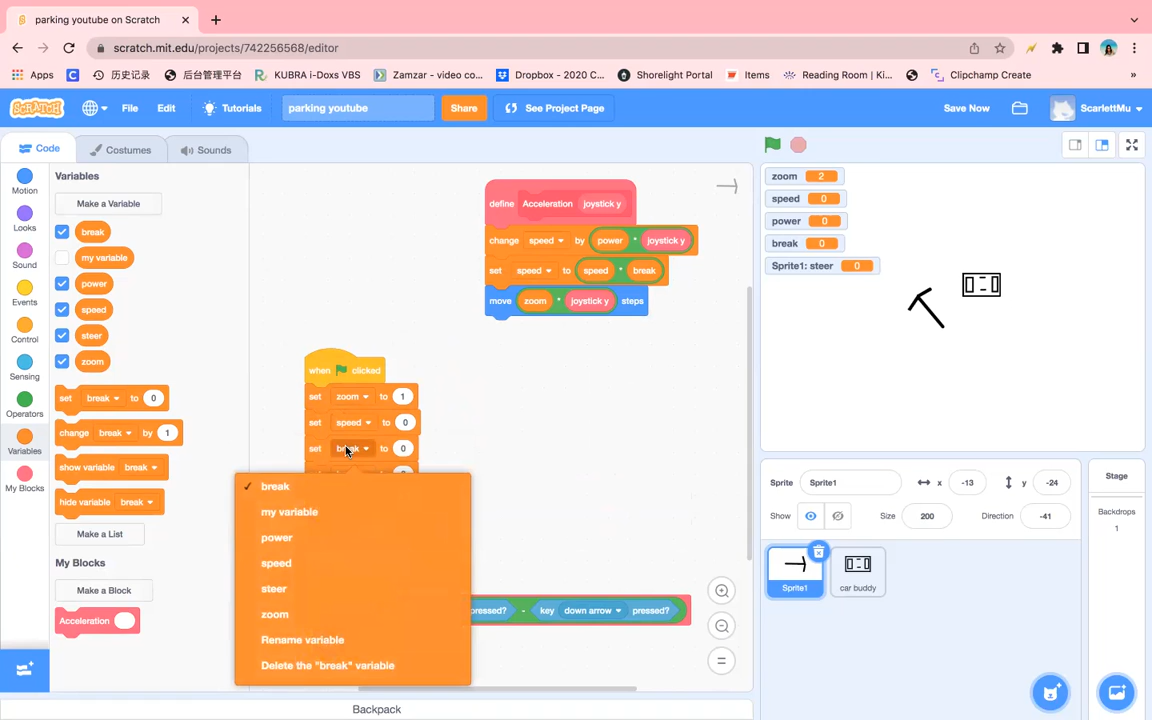 parking youtube on Scratch
scratch.mit.edu/projects/742256568/editor
Apps
历史记录
后台管理平台
KUBRA i-Doxs VBS
Zamzar - video co...
Dropbox - 2020 C...
Shorelight Portal
Items
Reading Room | Ki...
Clipchamp Create
»
SCRATCH
File
Edit
Tutorials
parking youtube
Share
See Project Page
Save Now
ScarlettMu
Code
Costumes
Sounds
Motion
Looks
Sound
Events
Control
Sensing
Operators
Variables
My Blocks
Variables
Make a Variable
break
my variable
power
speed
steer
zoom
set break to 0
change break by 1
show variable break
hide variable break
Make a List
My Blocks
Make a Block
Acceleration
define Acceleration joystick y
change speed by power * joystick y
set speed to speed * break
move zoom * joystick y steps
when clicked
set zoom to 1
set speed to 0
set break to 0
break
my variable
power
speed
steer
zoom
Rename variable
Delete the "break" variable
pressed? - key down arrow pressed?
Backpack
zoom 2
speed 0
power 0
break 0
Sprite1: steer 0
Sprite Sprite1 x -13 y -24
Show Size 200 Direction -41
Sprite1
car buddy
Stage
Backdrops
1